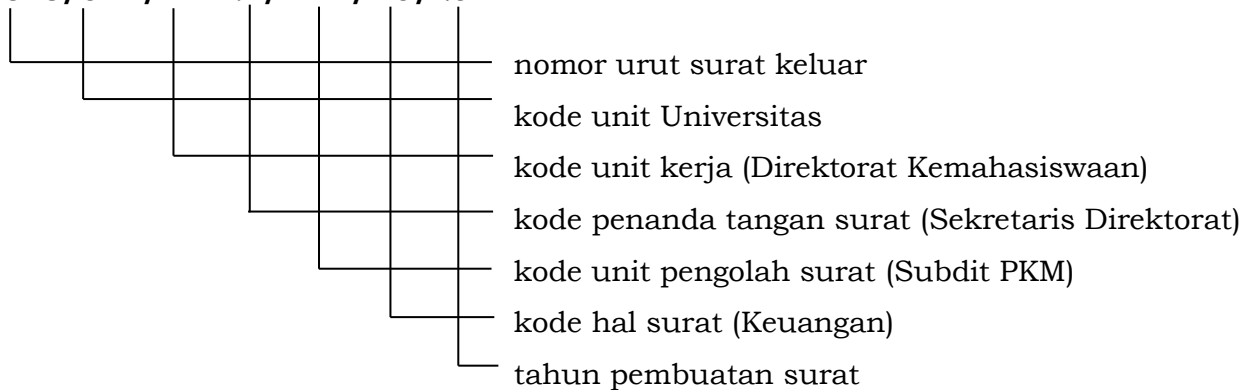 nomor urut surat keluar
kode unit Universitas
kode unit kerja (Direktorat Kemahasiswaan)
kode penanda tangan surat (Sekretaris Direktorat)
kode unit pengolah surat (Subdit PKM)
kode hal surat (Keuangan)
tahun pembuatan surat